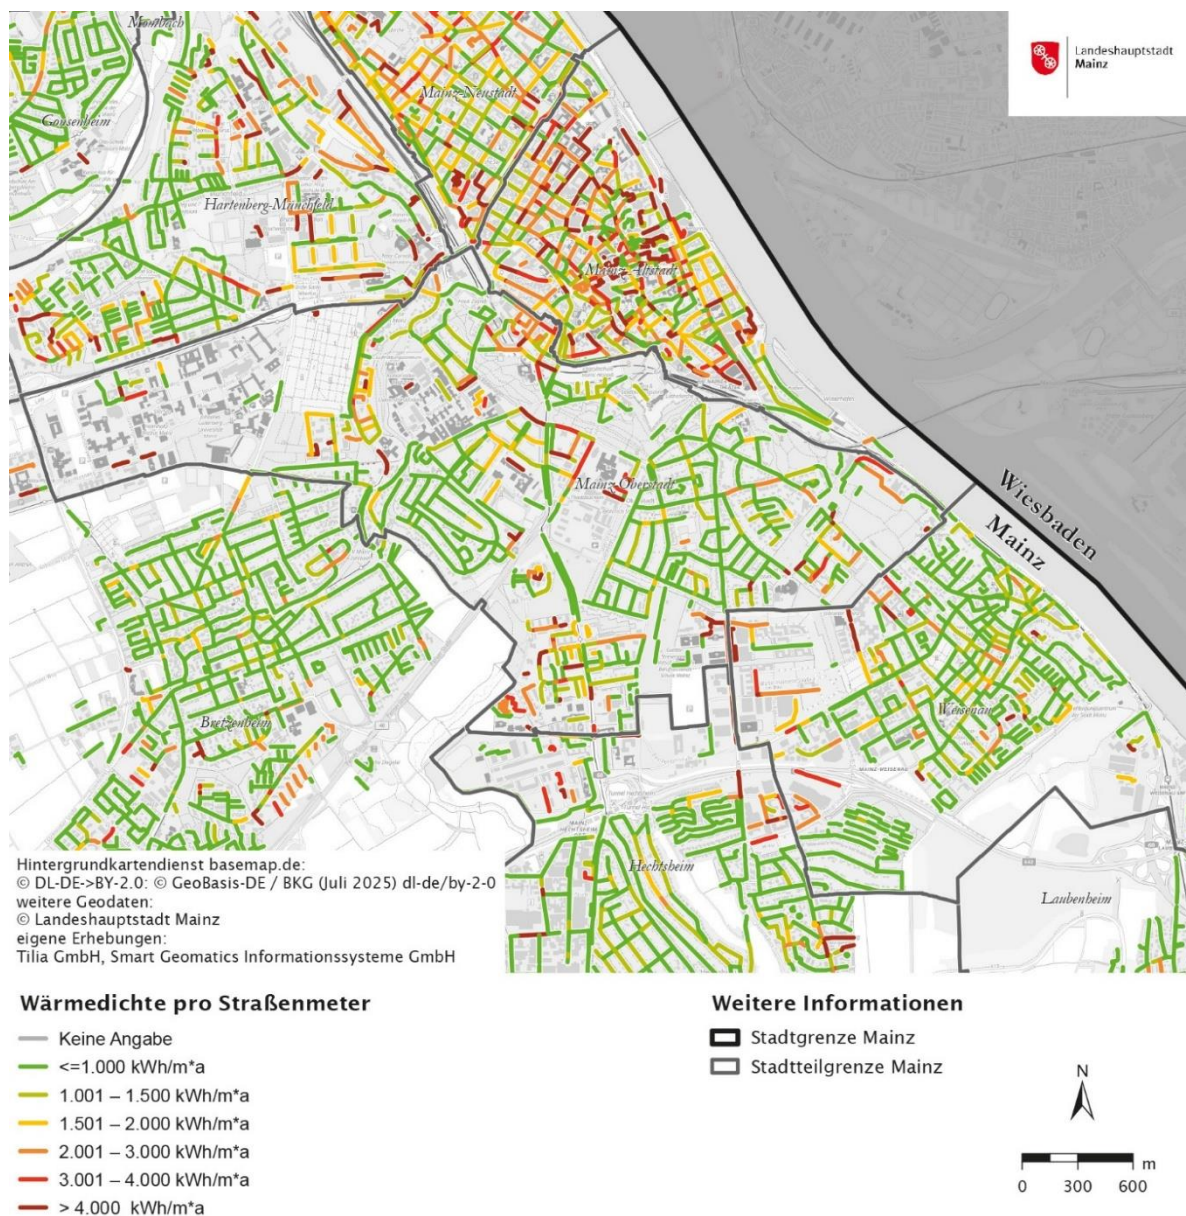 Mombach
Landeshauptstadt
Mainz
Mainz-Neustadt
Gonsenheim
Hartenberg-Münchfeld
Mainz-Altstadt
Mainz-Oberstadt
Wiesbaden
Mainz
Bretzenheim
Weisenau
Hechtsheim
Laubenheim
Hintergrundkartendienst basemap.de:
© DL-DE->BY-2.0: © GeoBasis-DE / BKG (Juli 2025) dl-de/by-2-0
weitere Geodaten:
© Landeshauptstadt Mainz
eigene Erhebungen:
Tilia GmbH, Smart Geomatics Informationssysteme GmbH
Wärmedichte pro Straßenmeter
Keine Angabe
<=1.000 kWh/m*a
1.001 – 1.500 kWh/m*a
1.501 – 2.000 kWh/m*a
2.001 – 3.000 kWh/m*a
3.001 – 4.000 kWh/m*a
> 4.000 kWh/m*a
Weitere Informationen
Stadtgrenze Mainz
Stadtteilgrenze Mainz
N
m
0 300 600